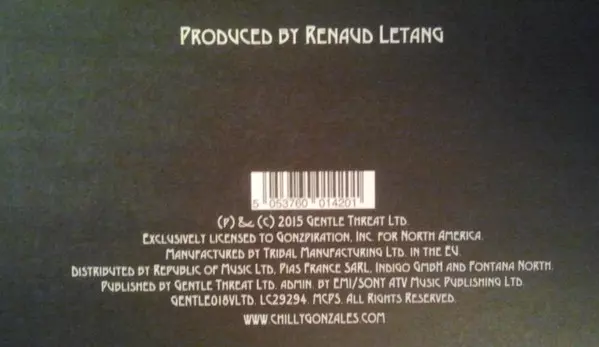 PRODUCED BY RENAUD LETANG
5 053760 014201
(P) & (C) 2015 GENTLE THREAT LTD.
EXCLUSIVELY LICENSED TO GONZPIRATION, INC. FOR NORTH AMERICA.
MANUFACTURED BY TRIBAL MANUFACTURING LTD. IN THE EU.
DISTRIBUTED BY REPUBLIC OF MUSIC LTD, PIAS FRANCE SARL, INDIGO GMBH AND FONTANA NORTH.
PUBLISHED BY GENTLE THREAT LTD. ADMIN. BY EMI/SONY ATV MUSIC PUBLISHING LTD
GENTLE018VLTD. LC29294. MCPS. ALL RIGHTS RESERVED.
WWW.CHILLYGONZALES.COM